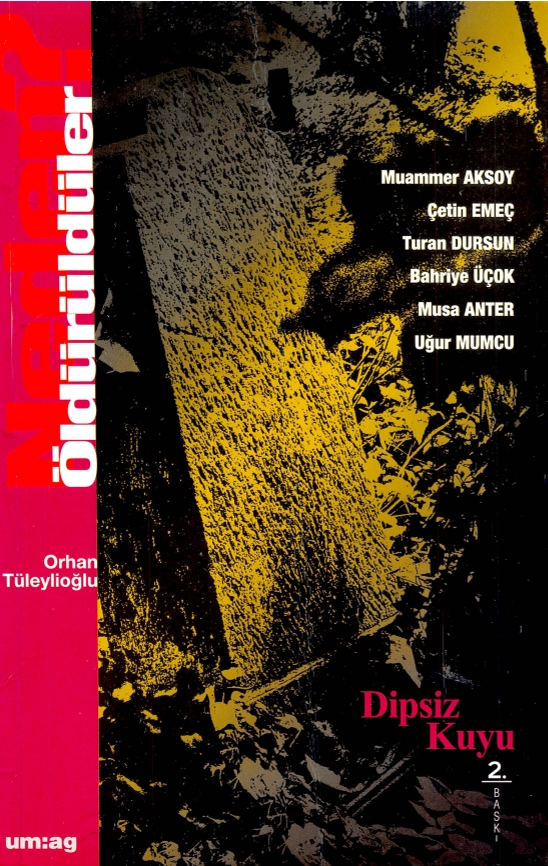 Neden?
Öldürüldüler
Orhan
Tüleylioğlu
Muammer AKSOY
Çetin EMEÇ
Turan DURSUN
Bahriye ÜÇOK
Musa ANTER
Uğur MUMCU
Dipsiz
Kuyu
2.
BASKI
um:ag